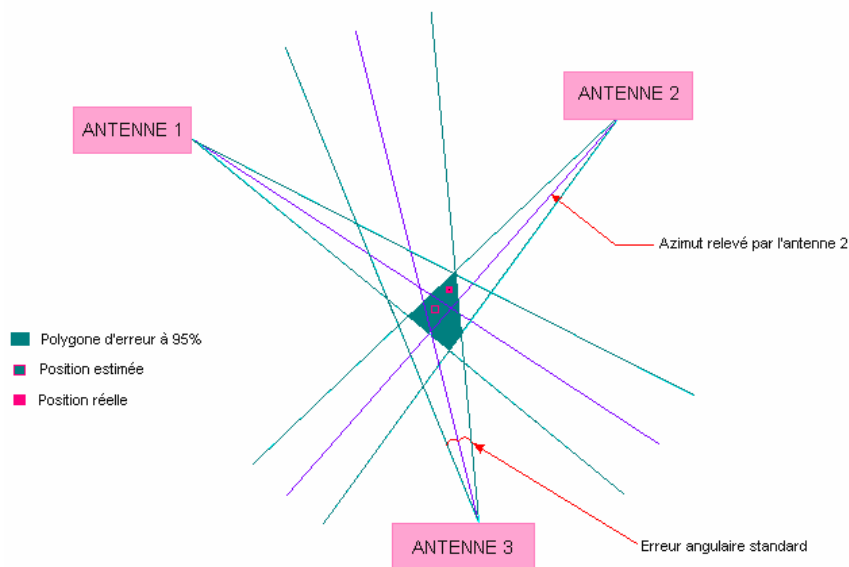 ANTENNE 2
ANTENNE 1
Azimut relevé par l'antenne 2
Polygone d'erreur à 95%
Position estimée
Position réelle
ANTENNE 3
Erreur angulaire standard